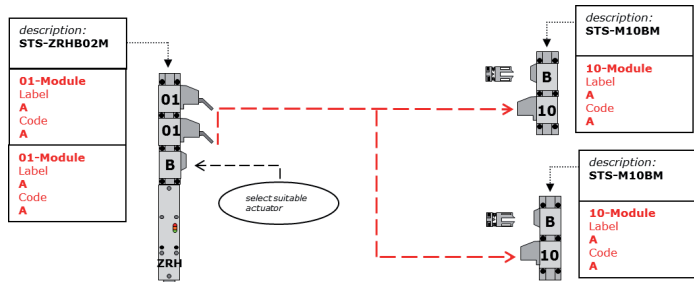 description:
STS-ZRHB02M
01-Module
Label
A
Code
A
01-Module
Label
A
Code
A
01
01
B
ZRH
select suitable
actuator
description:
STS-M10BM
10-Module
Label
A
Code
A
B
10
description:
STS-M10BM
10-Module
Label
A
Code
A
B
10